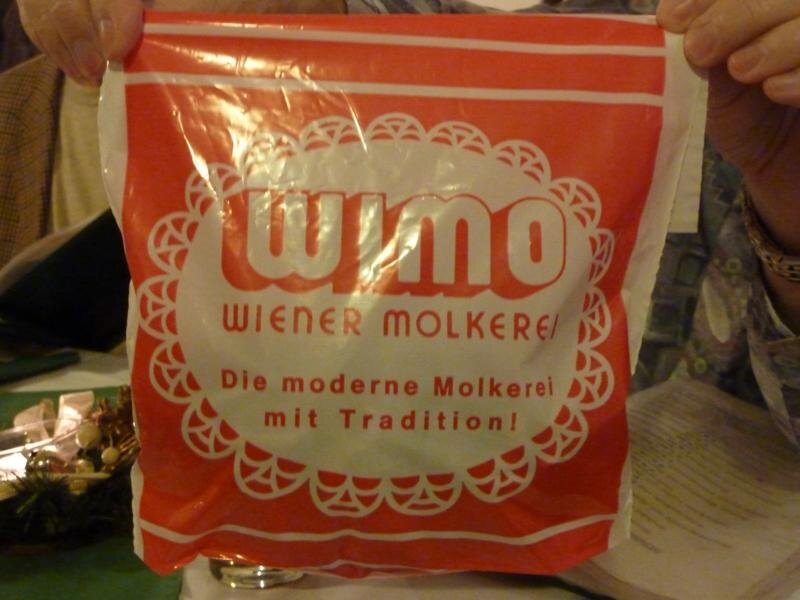 WIMO
WIENER MOLKEREI
Die moderne Molkerei
mit Tradition!